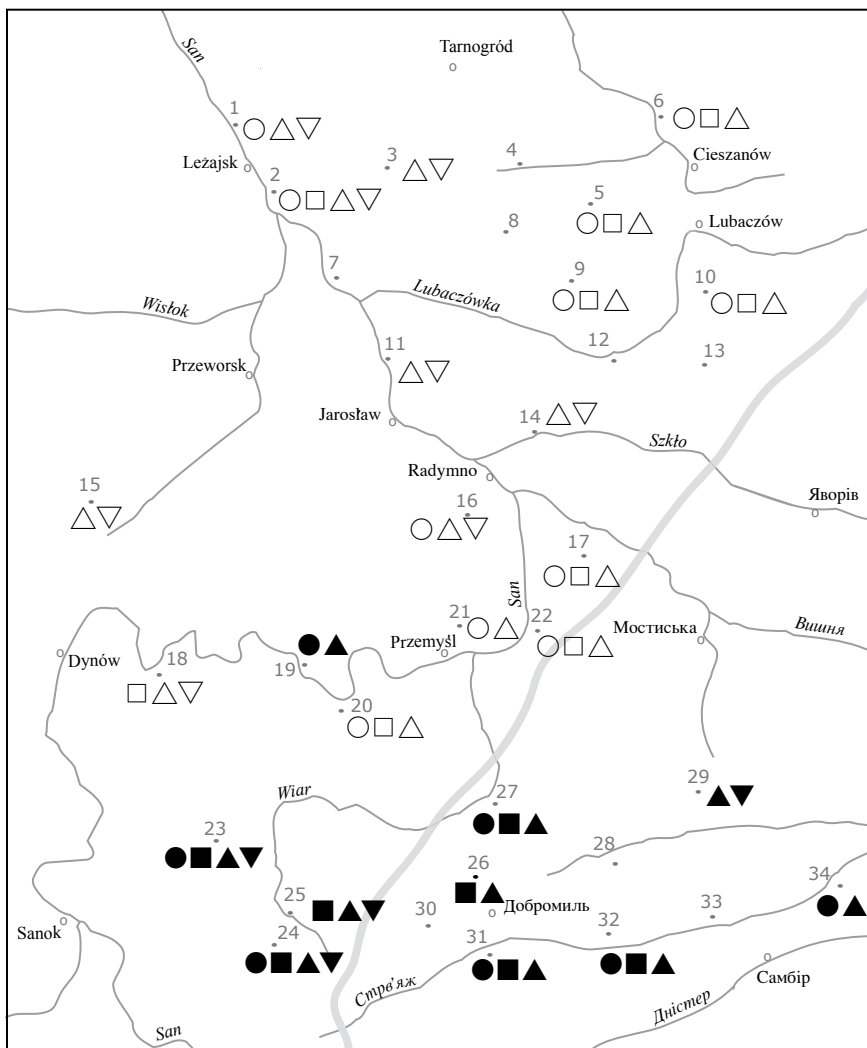 San
Tarnogród
1
6
Leżajsk
3
4
Cieszanów
2
5
8
Lubaczów
7
9
10
Wisłok
Lubaczówka
12
13
11
Przeworsk
Jarosław
14
Szkło
Radymno
15
16
Яворів
17
San
21
22
Мостиська
Вишня
Przemyśl
Dynów
18
19
20
Wiar
27
29
23
28
26
34
25
30
Добромиль
33
Sanok
24
31
32
Самбір
Стрв’яж
Дністер
San